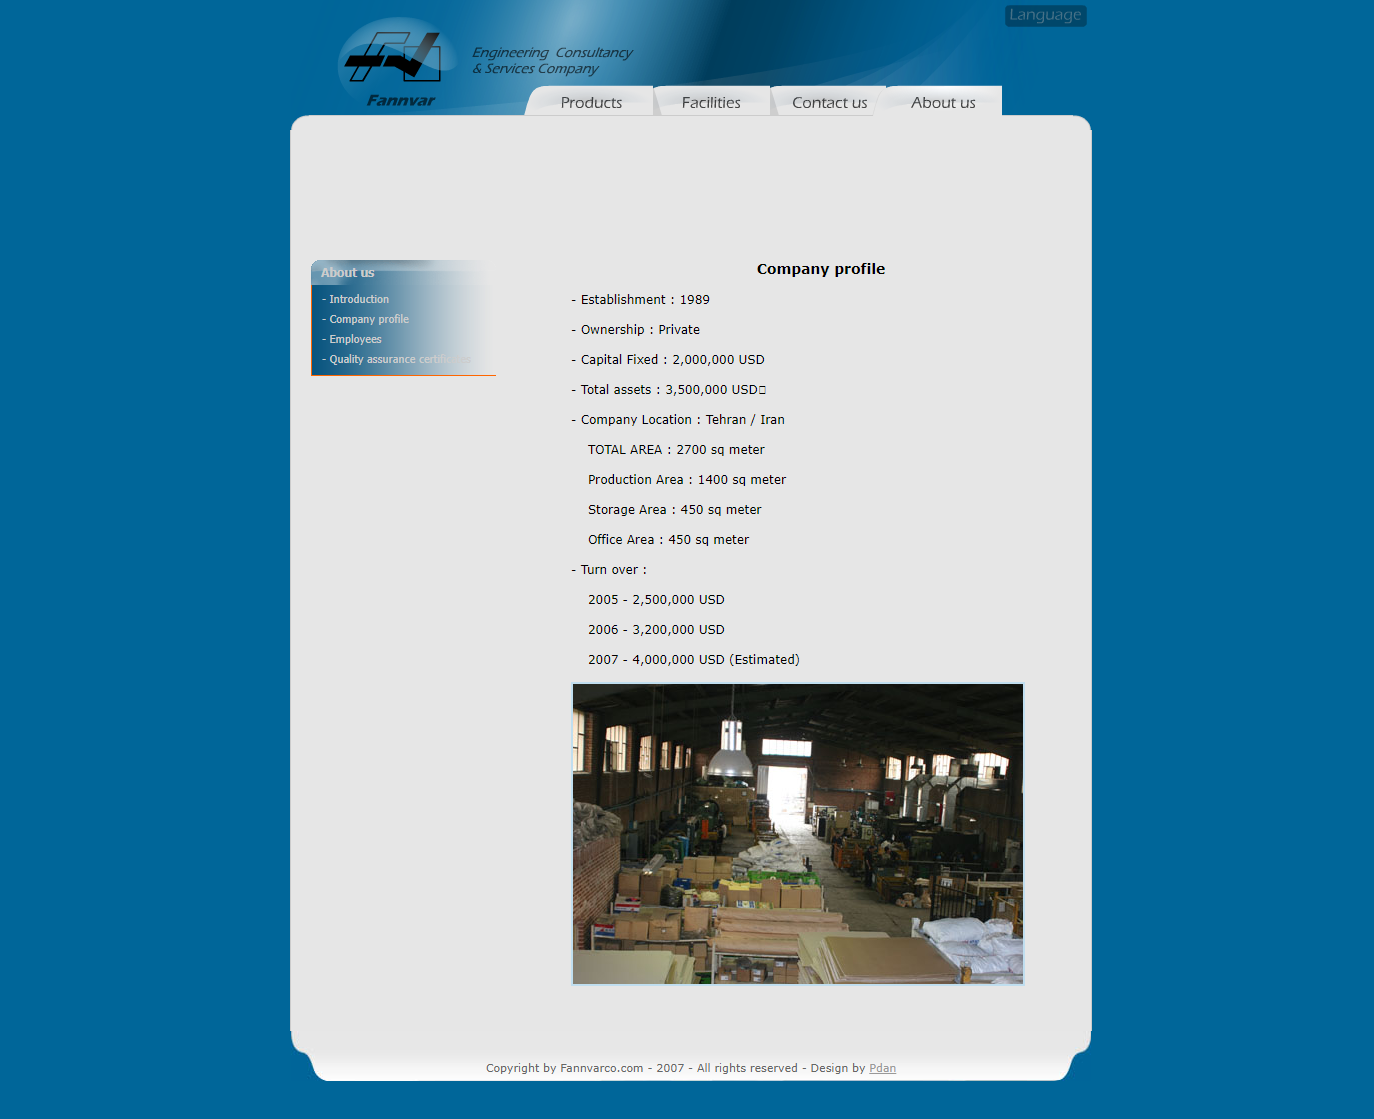 Language
Engineering Consultancy
& Services Company
Fannvar
Products
Facilities
Contact us
About us
About us
- Introduction
- Company profile
- Employees
- Quality assurance certificates
Company profile
- Establishment : 1989
- Ownership : Private
- Capital Fixed : 2,000,000 USD
- Total assets : 3,500,000 USD
- Company Location : Tehran / Iran
TOTAL AREA : 2700 sq meter
Production Area : 1400 sq meter
Storage Area : 450 sq meter
Office Area : 450 sq meter
- Turn over :
2005 - 2,500,000 USD
2006 - 3,200,000 USD
2007 - 4,000,000 USD (Estimated)
Copyright by Fannvarco.com - 2007 - All rights reserved - Design by Pdan